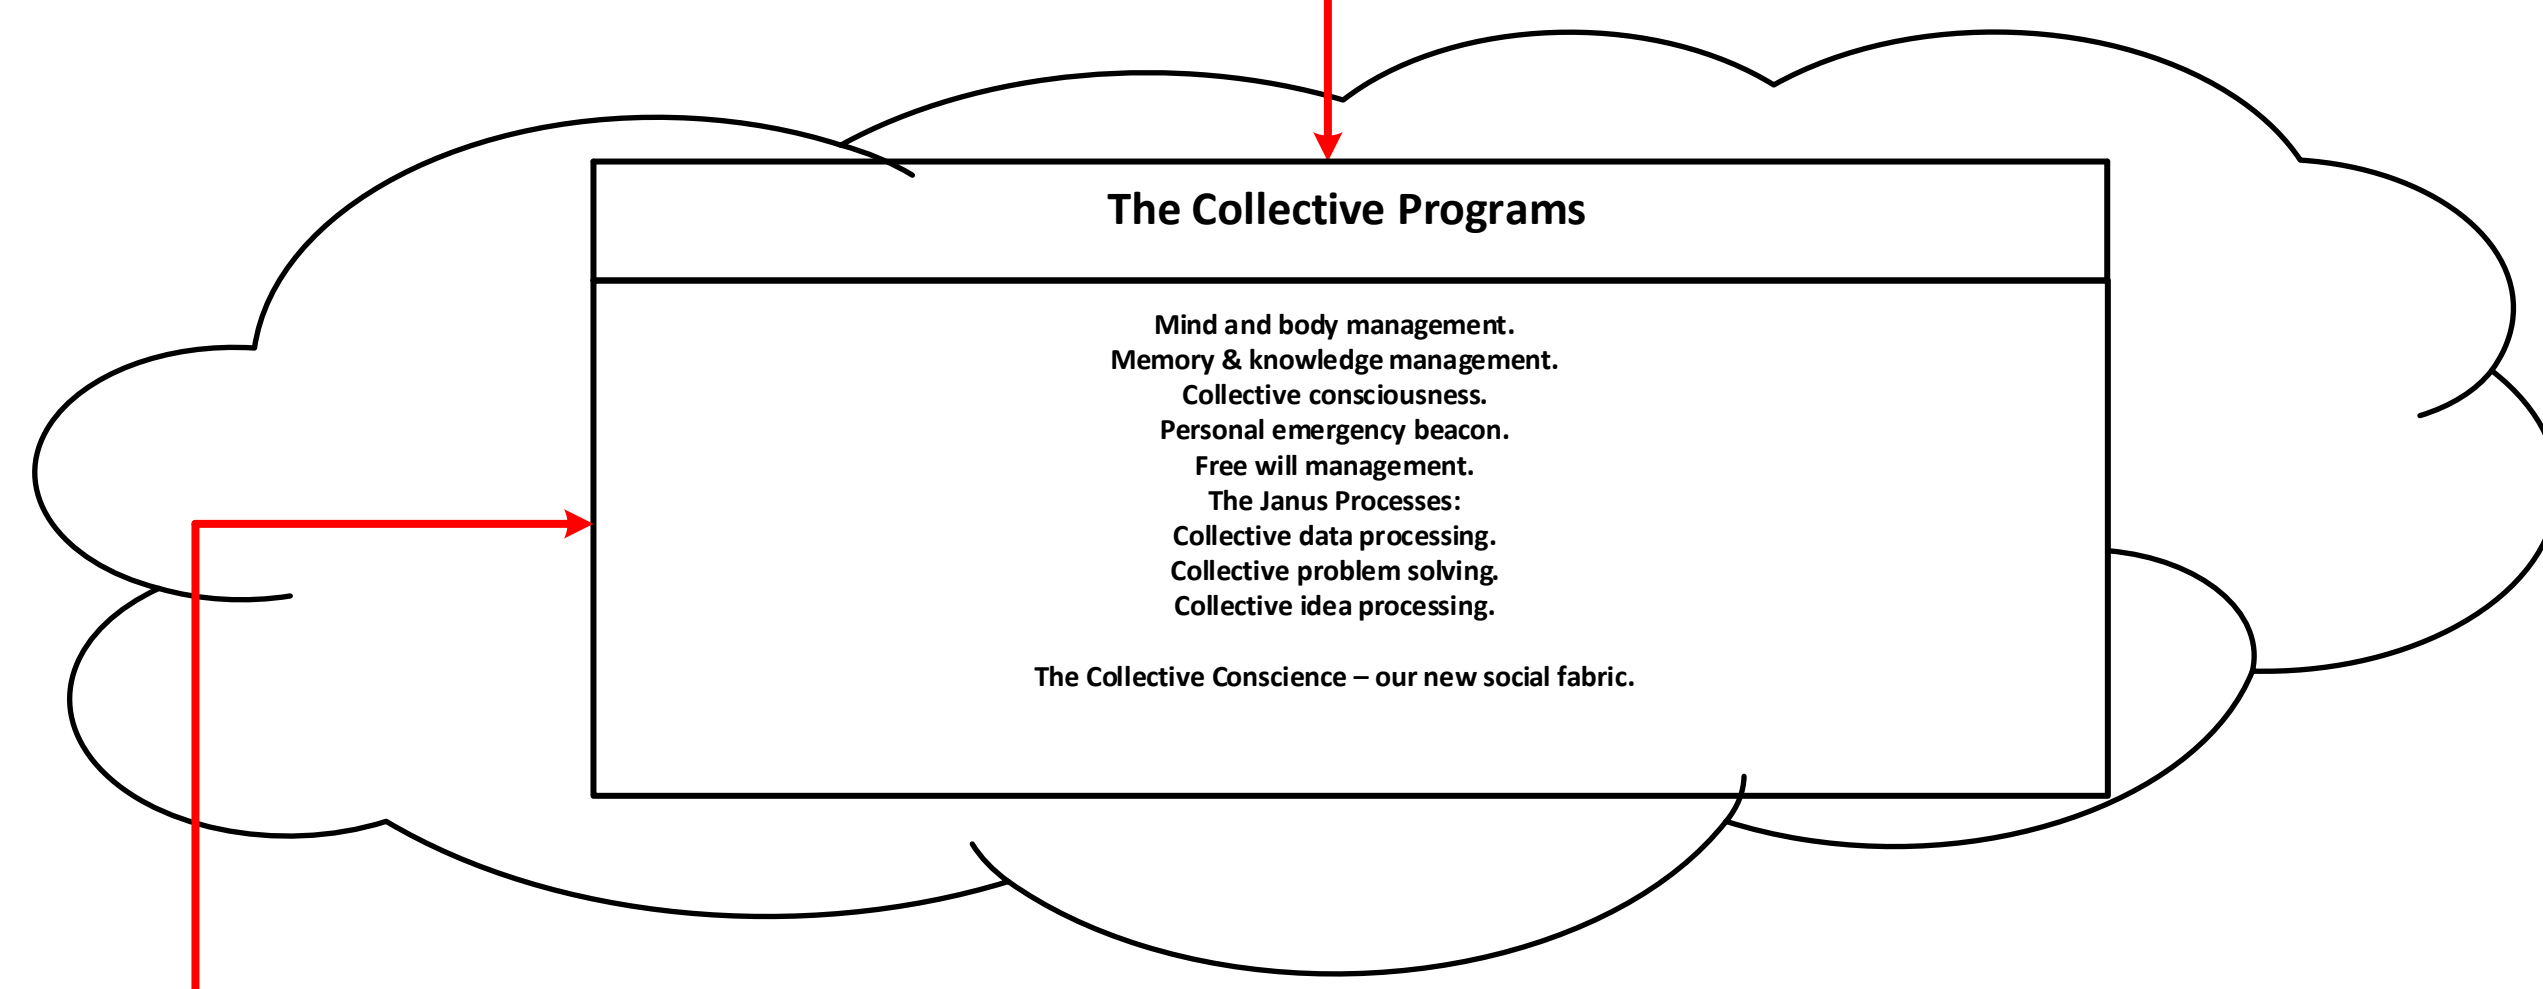 The Collective Programs
Mind and body management.
Memory & knowledge management.
Collective consciousness.
Personal emergency beacon.
Free will management.
The Janus Processes:
Collective data processing.
Collective problem solving.
Collective idea processing.
The Collective Conscience – our new social fabric.